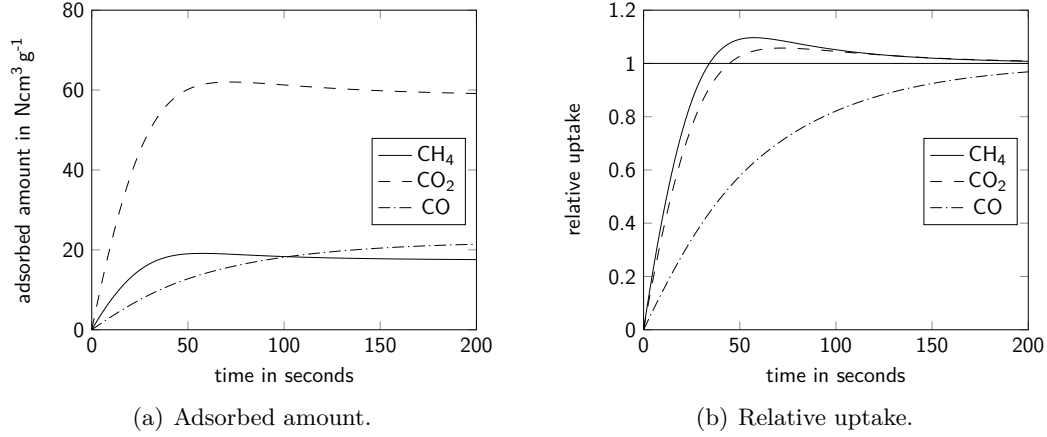 80
60
40
20
0
0
50
100
150
200
adsorbed amount in Ncm³ g⁻¹
time in seconds
CH₄
CO₂
CO
(a) Adsorbed amount.
1.2
1
0.8
0.6
0.4
0.2
0
0
50
100
150
200
relative uptake
time in seconds
CH₄
CO₂
CO
(b) Relative uptake.